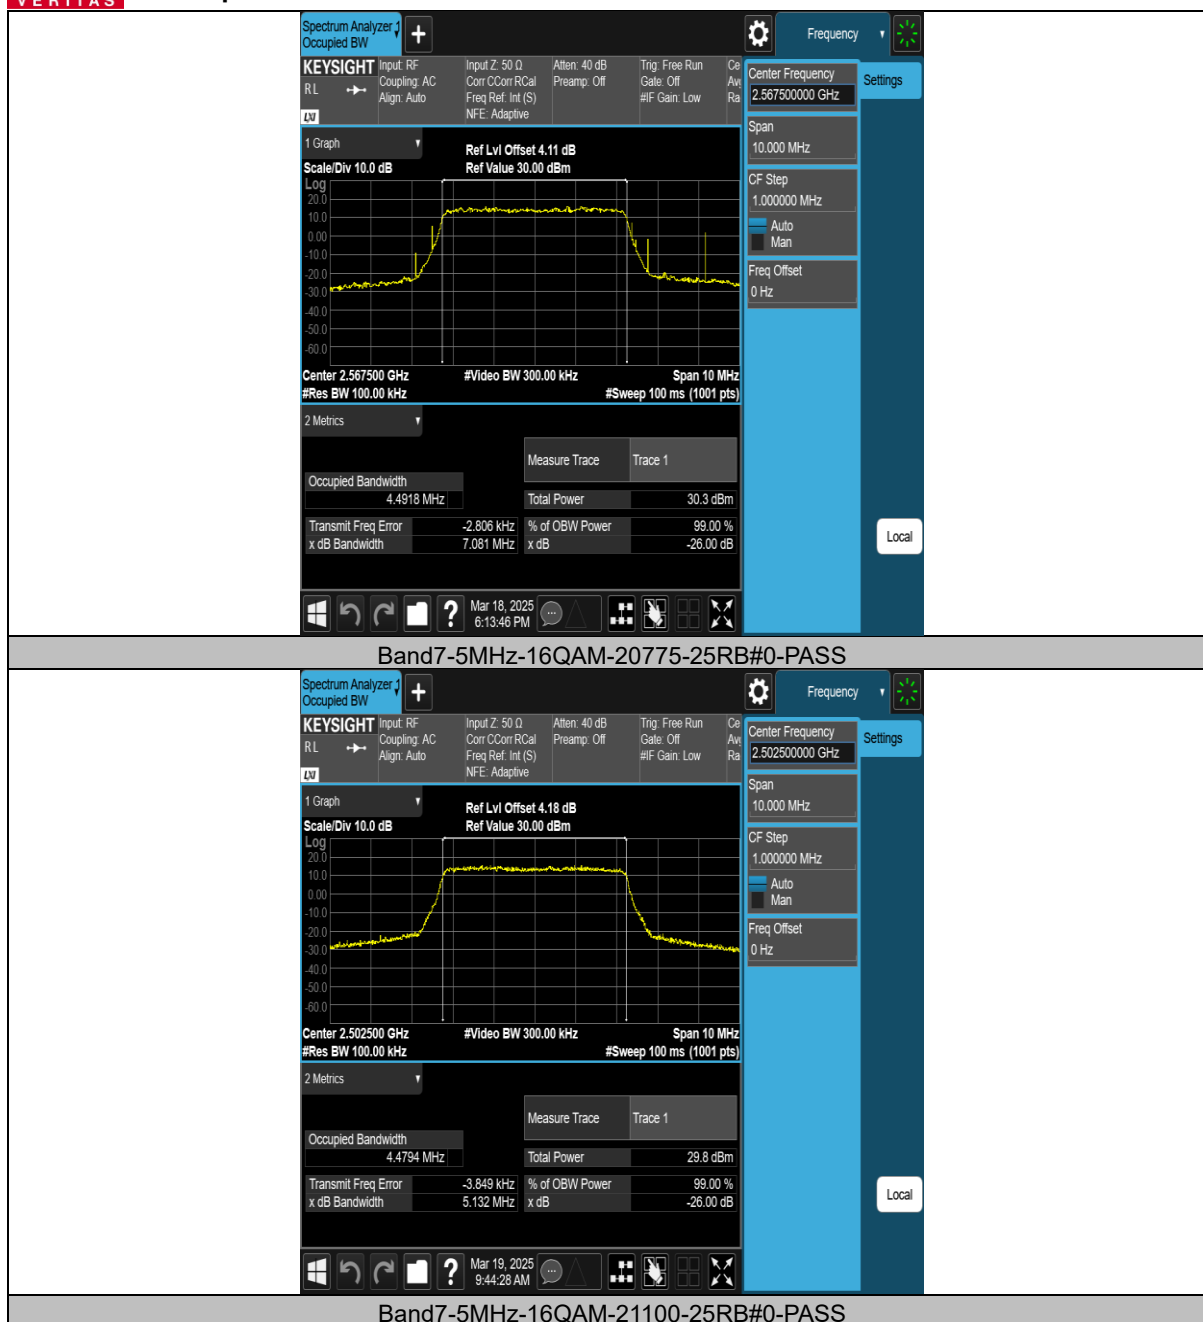 VERITAS
Spectrum Analyzer 1
Occupied BW
+
Frequency
KEYSIGHT
Input: RF
Input Z: 50 Ω
Atten: 40 dB
Trig: Free Run
Ce
RL
Coupling: AC
Corr CCorr RCal
Preamp: Off
Gate: Off
Av
Align: Auto
Freq Ref: Int (S)
#IF Gain: Low
Ra
NFE: Adaptive
LXI
Center Frequency
2.567500000 GHz
Settings
Span
10.000 MHz
CF Step
1.000000 MHz
Auto
Man
Freq Offset
0 Hz
Local
1 Graph
Ref Lvl Offset 4.11 dB
Scale/Div 10.0 dB
Ref Value 30.00 dBm
Log
20.0
10.0
0.00
-10.0
-20.0
-30.0
-40.0
-50.0
-60.0
Center 2.567500 GHz
#Video BW 300.00 kHz
Span 10 MHz
#Res BW 100.00 kHz
#Sweep 100 ms (1001 pts)
2 Metrics
Measure Trace
Trace 1
Occupied Bandwidth
4.4918 MHz
Total Power
30.3 dBm
Transmit Freq Error
-2.806 kHz
% of OBW Power
99.00 %
x dB Bandwidth
7.081 MHz
x dB
-26.00 dB
?
Mar 18, 2025
6:13:46 PM
Band7-5MHz-16QAM-20775-25RB#0-PASS
Spectrum Analyzer 1
Occupied BW
+
Frequency
KEYSIGHT
Input: RF
Input Z: 50 Ω
Atten: 40 dB
Trig: Free Run
Ce
RL
Coupling: AC
Corr CCorr RCal
Preamp: Off
Gate: Off
Av
Align: Auto
Freq Ref: Int (S)
#IF Gain: Low
Ra
NFE: Adaptive
LXI
Center Frequency
2.502500000 GHz
Settings
Span
10.000 MHz
CF Step
1.000000 MHz
Auto
Man
Freq Offset
0 Hz
Local
1 Graph
Ref Lvl Offset 4.18 dB
Scale/Div 10.0 dB
Ref Value 30.00 dBm
Log
20.0
10.0
0.00
-10.0
-20.0
-30.0
-40.0
-50.0
-60.0
Center 2.502500 GHz
#Video BW 300.00 kHz
Span 10 MHz
#Res BW 100.00 kHz
#Sweep 100 ms (1001 pts)
2 Metrics
Measure Trace
Trace 1
Occupied Bandwidth
4.4794 MHz
Total Power
29.8 dBm
Transmit Freq Error
-3.849 kHz
% of OBW Power
99.00 %
x dB Bandwidth
5.132 MHz
x dB
-26.00 dB
?
Mar 19, 2025
9:44:28 AM
Band7-5MHz-16QAM-21100-25RB#0-PASS